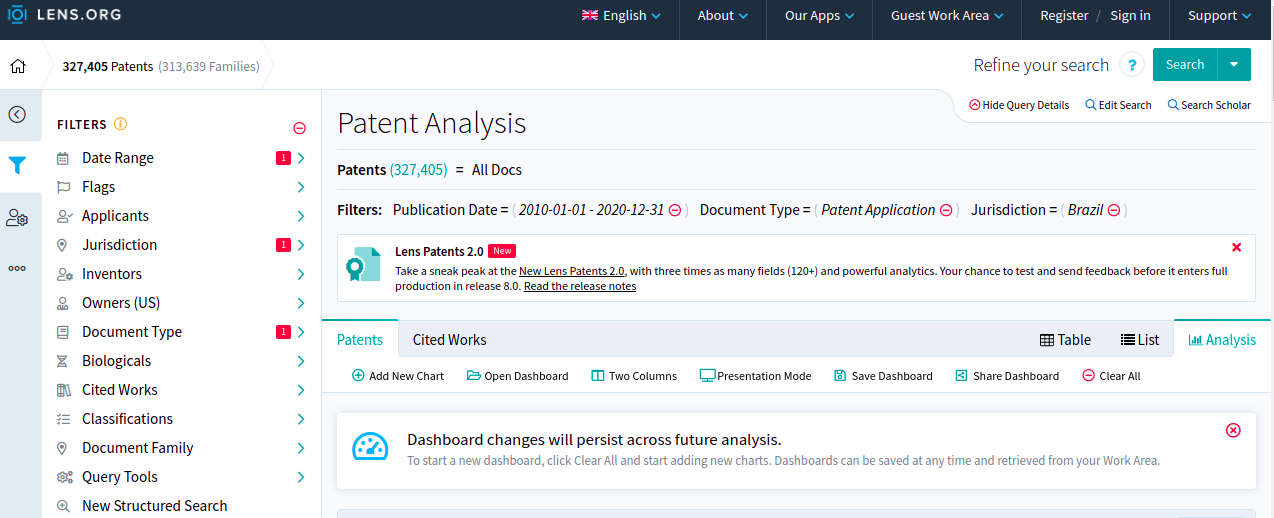 LENS.ORG
English
About
Our Apps
Guest Work Area
Register / Sign in
Support
327,405 Patents (313,639 Families)
Refine your search
?
Search
Hide Query Details
Edit Search
Search Scholar
FILTERS
Date Range 1
Flags
Applicants
Jurisdiction 1
Inventors
Owners (US)
Document Type 1
Biologicals
Cited Works
Classifications
Document Family
Query Tools
New Structured Search
Patent Analysis
Patents (327,405) = All Docs
Filters: Publication Date = ( 2010-01-01 - 2020-12-31 ) Document Type = ( Patent Application ) Jurisdiction = ( Brazil )
Lens Patents 2.0 New
Take a sneak peak at the New Lens Patents 2.0, with three times as many fields (120+) and powerful analytics. Your chance to test and send feedback before it enters full
production in release 8.0. Read the release notes
Patents
Cited Works
Table
List
Analysis
Add New Chart
Open Dashboard
Two Columns
Presentation Mode
Save Dashboard
Share Dashboard
Clear All
Dashboard changes will persist across future analysis.
To start a new dashboard, click Clear All and start adding new charts. Dashboards can be saved at any time and retrieved from your Work Area.